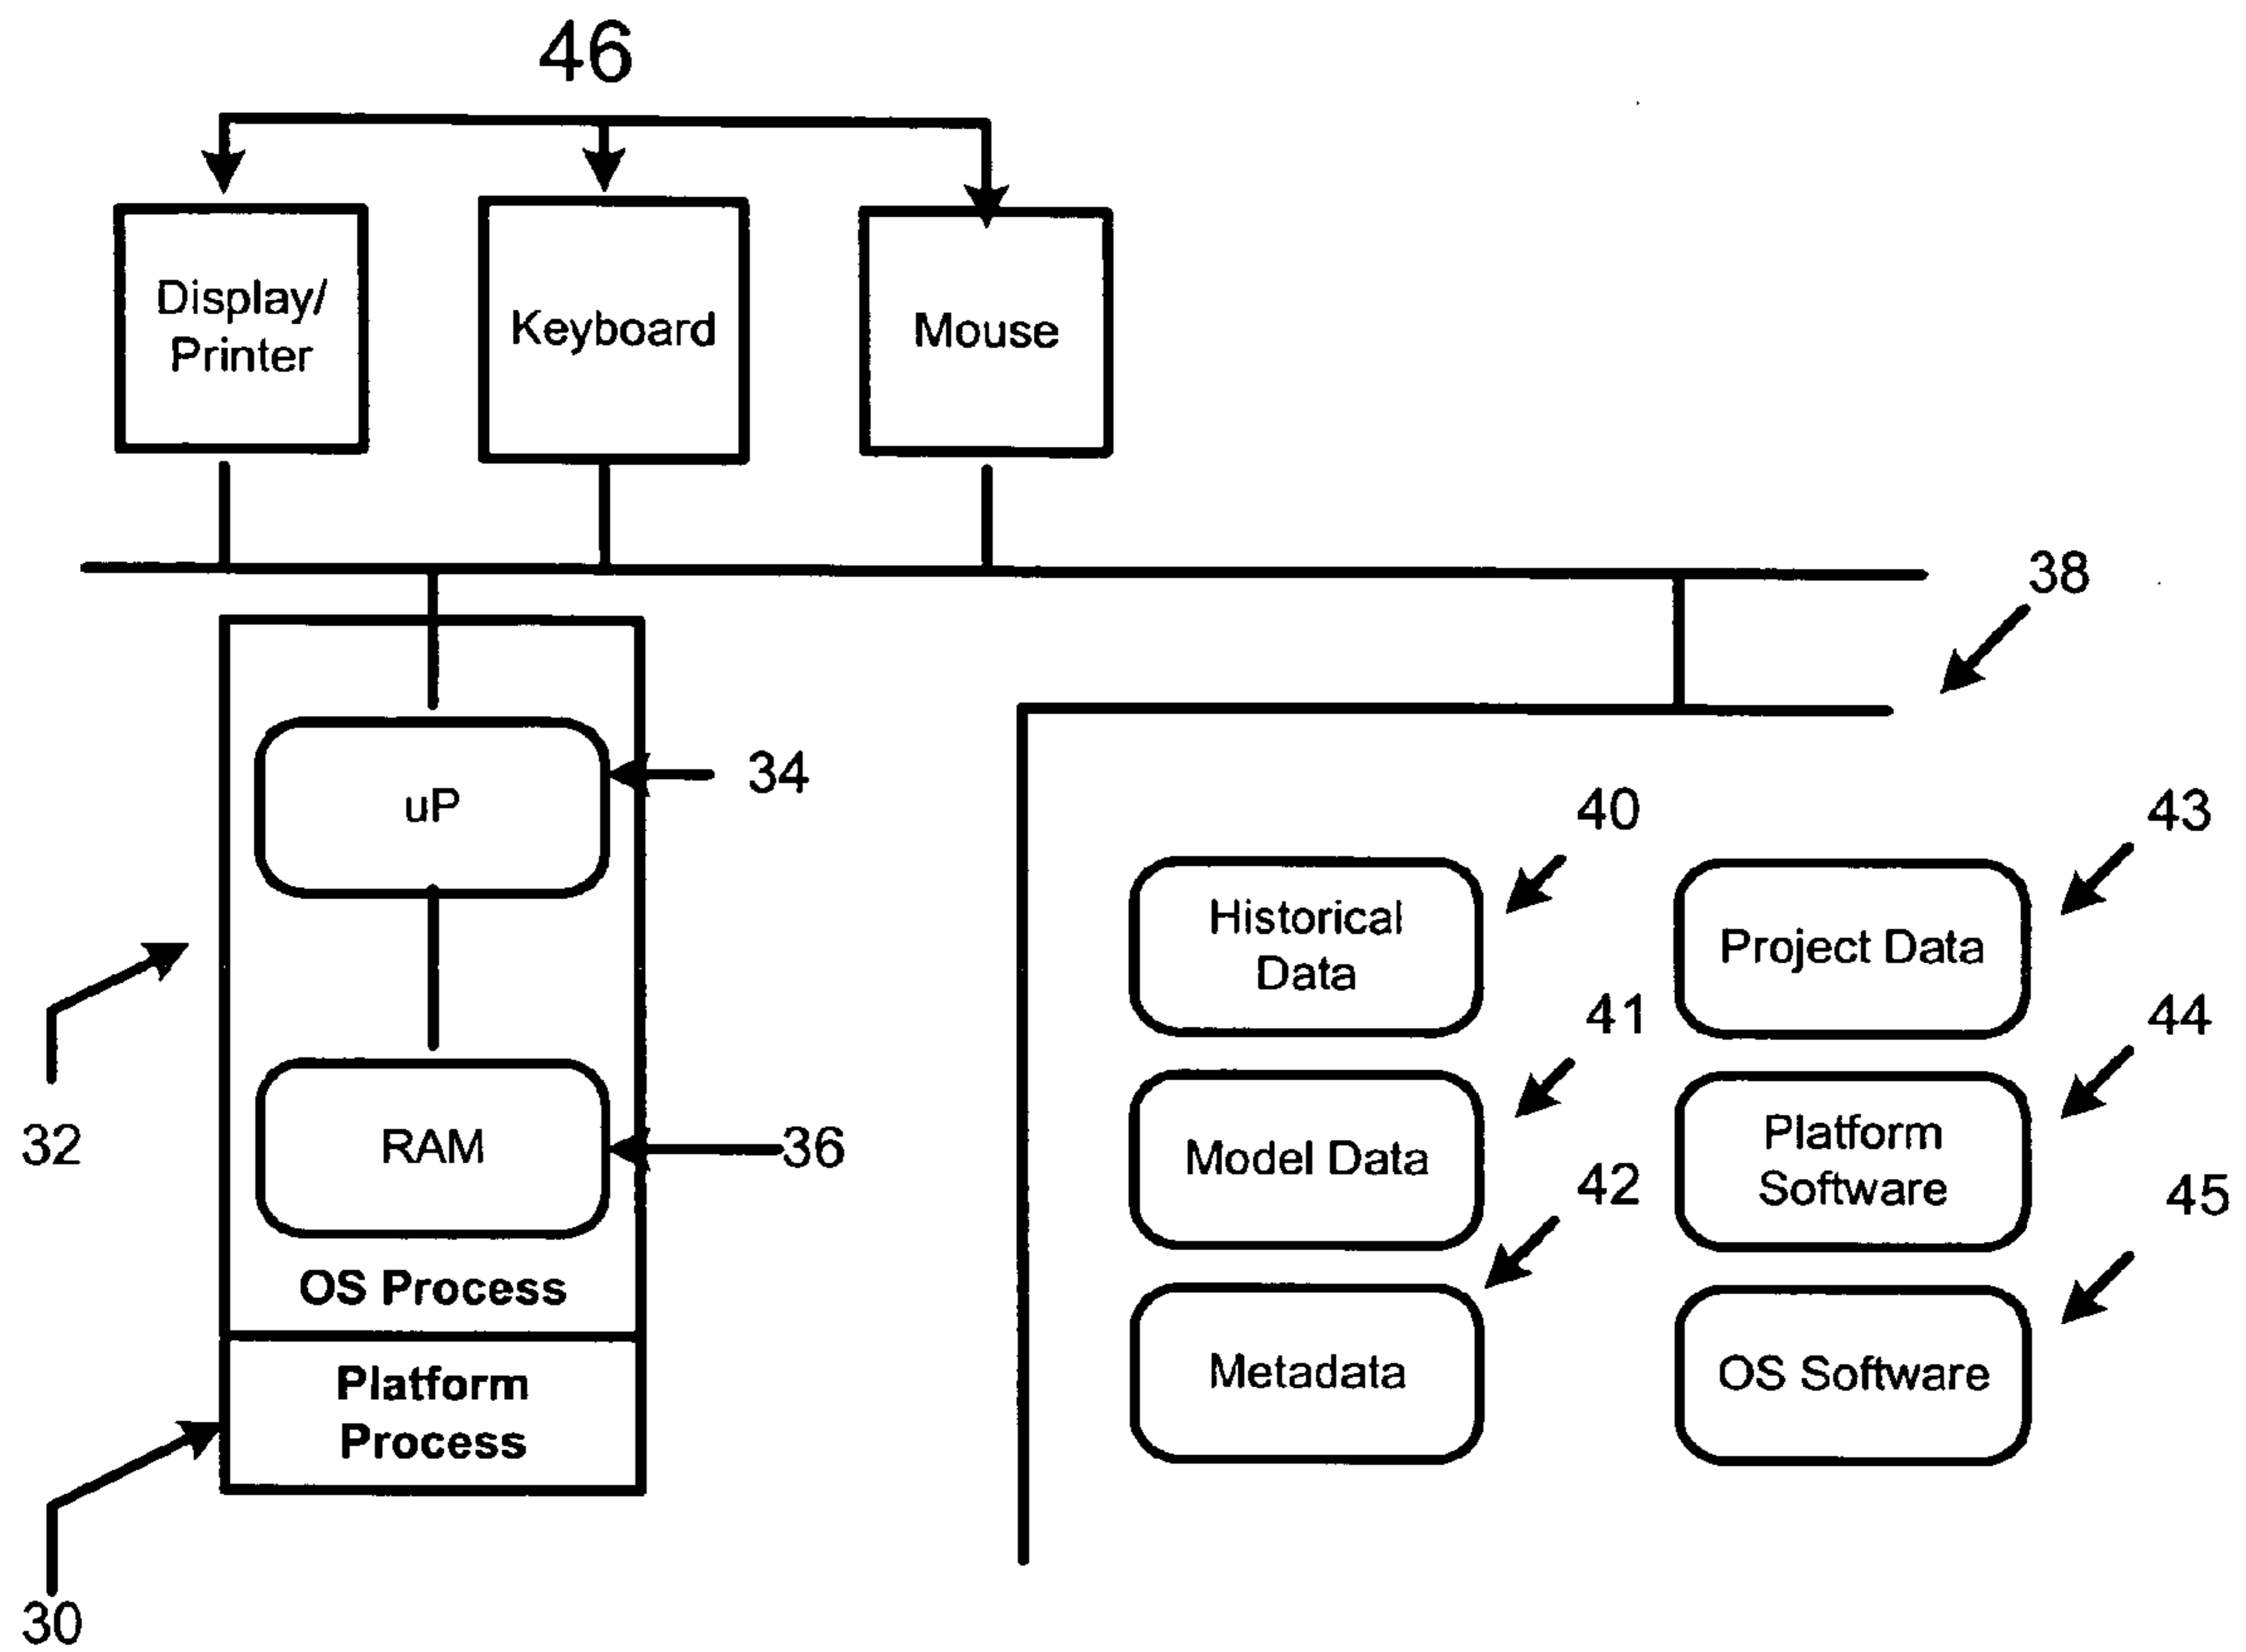 46
Display/
Printer
Keyboard
Mouse
38
uP
34
40
43
Historical
Data
Project Data
41
44
32
RAM
36
Model Data
Platform
Software
42
45
OS Process
Platform
Process
Metadata
OS Software
30